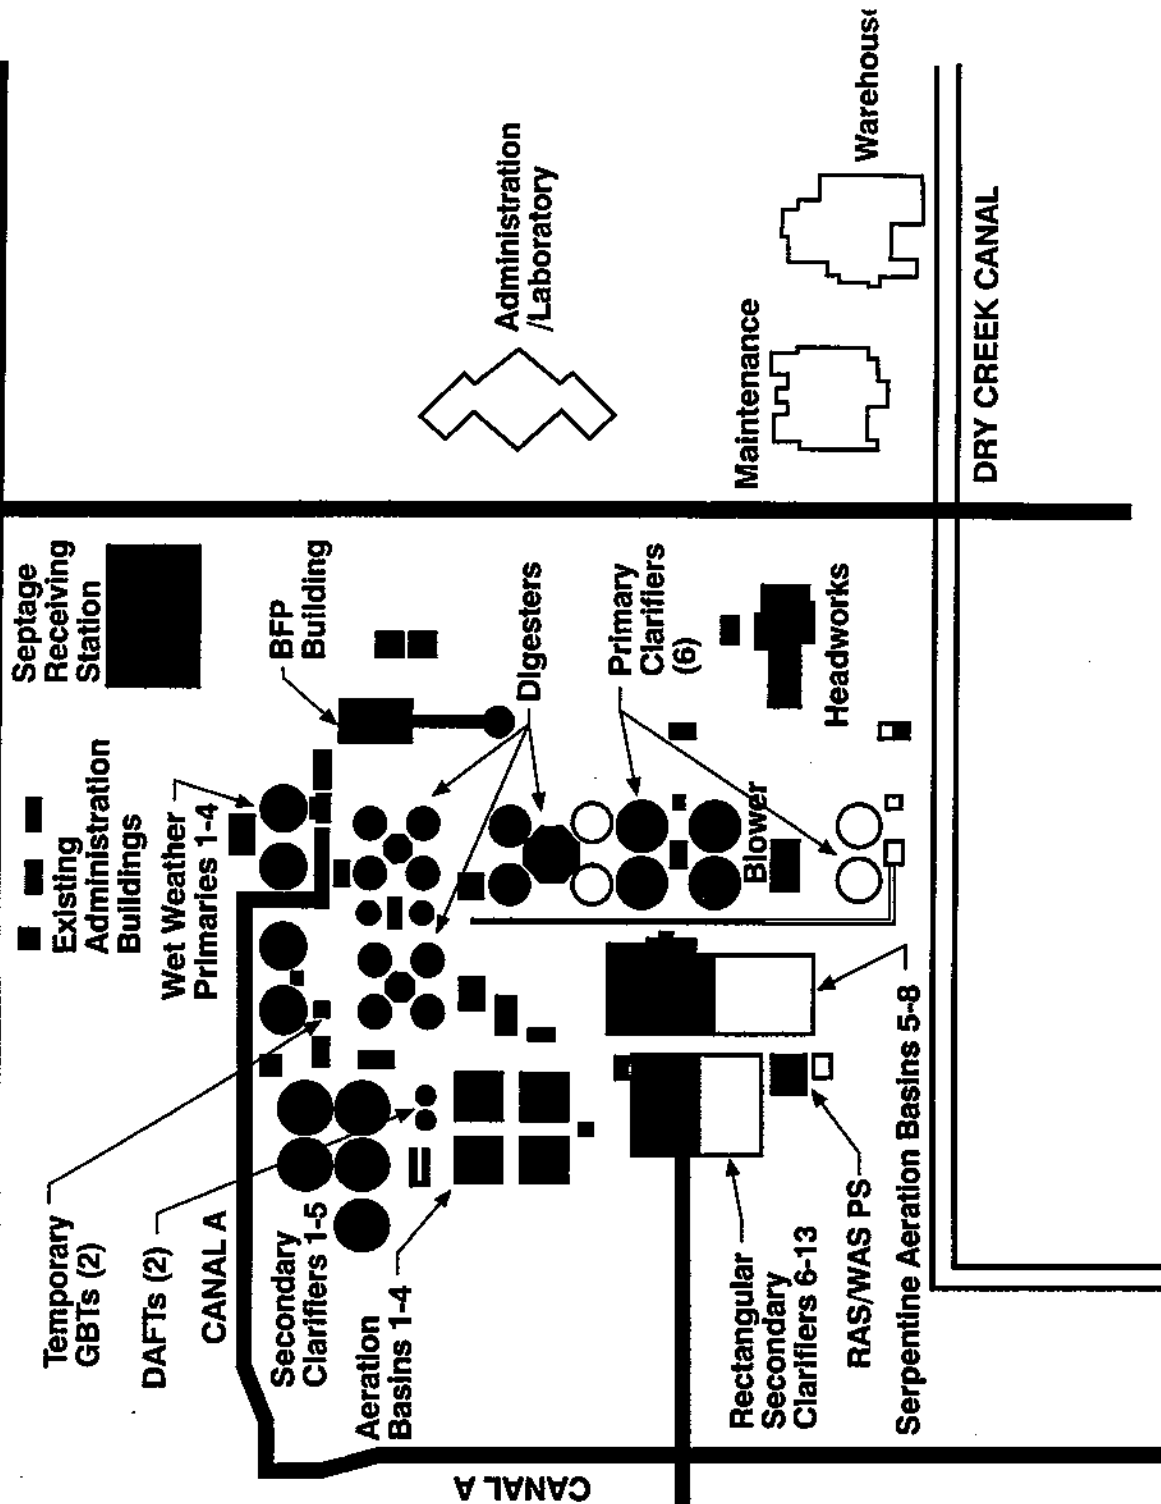 Septage
Receiving
Station
Existing
Administration
Buildings
Wet Weather
Primaries 1-4
BFP
Building
Digesters
Primary
Clarifiers
(6)
Headworks
Blower
Administration
/Laboratory
Maintenance
Warehouse
DRY CREEK CANAL
Temporary
GBTs (2)
DAFTs (2)
CANAL A
Secondary
Clarifiers 1-5
Aeration
Basins 1-4
Rectangular
Secondary
Clarifiers 6-13
RAS/WAS PS
Serpentine Aeration Basins 5-8
CANAL A